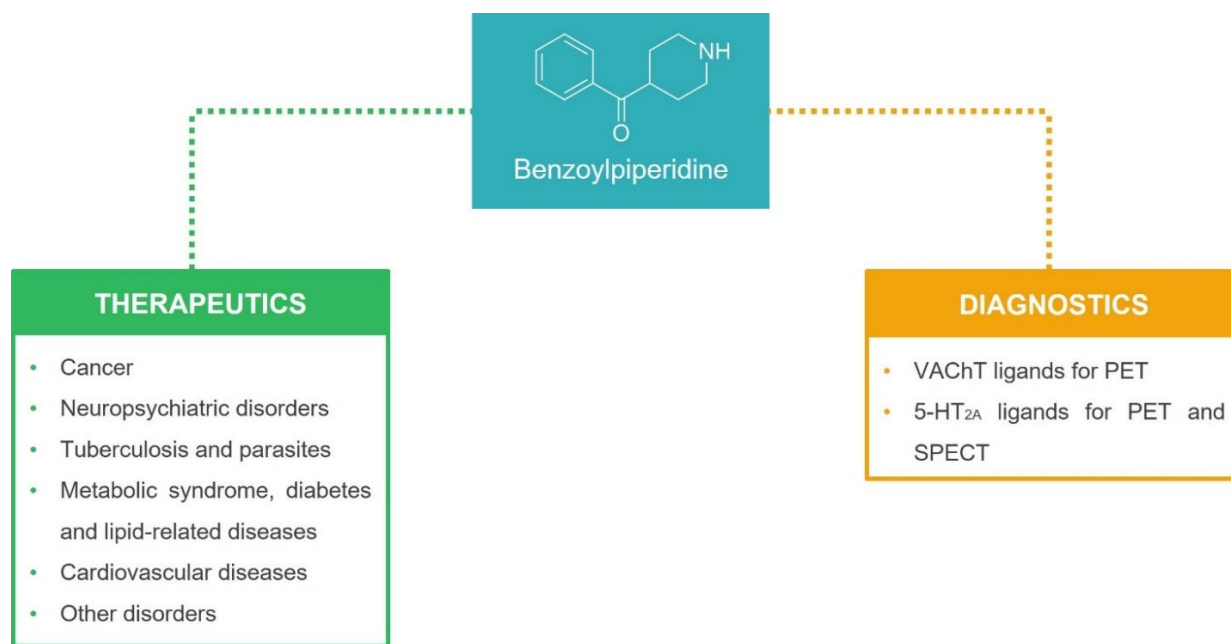 NH
O
Benzoylpiperidine
THERAPEUTICS
• Cancer
• Neuropsychiatric disorders
• Tuberculosis and parasites
• Metabolic syndrome, diabetes
and lipid-related diseases
• Cardiovascular diseases
• Other disorders
DIAGNOSTICS
• VAChT ligands for PET
• 5-HT2A ligands for PET and
SPECT